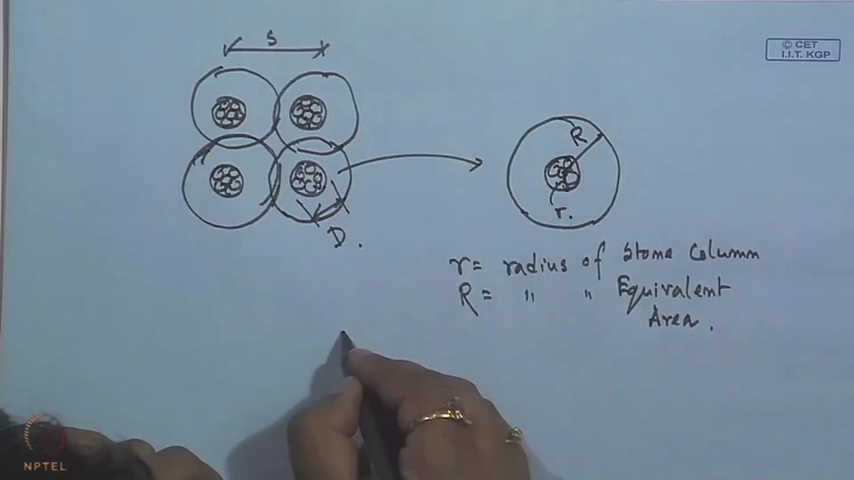 S
© CET
I.I.T. KGP
R
r.
D.
r = radius of Stone Column
R = " " Equivalent
Area.
NPTEL